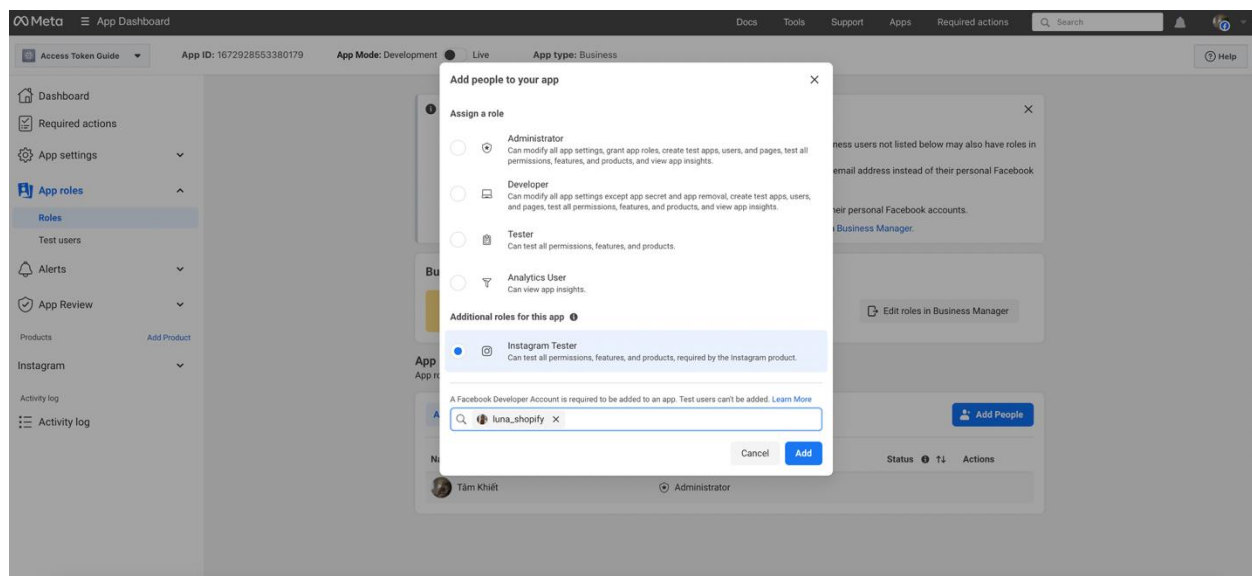 Meta
App Dashboard
Docs
Tools
Support
Apps
Required actions
Search
Access Token Guide
App ID: 1672928553380179
App Mode: Development
Live
App type: Business
Help
Dashboard
Required actions
App settings
App roles
Roles
Test users
Alerts
App Review
Products
Add Product
Instagram
Activity log
Activity log
Add people to your app
Assign a role
Administrator
Can modify all app settings, grant app roles, create test apps, users, and pages, test all
permissions, features, and products, and view app insights.
Developer
Can modify all app settings except app secret and app removal, create test apps, users,
and pages, test all permissions, features, and products, and view app insights.
Tester
Can test all permissions, features, and products.
Analytics User
Can view app insights.
Additional roles for this app
Instagram Tester
Can test all permissions, features, and products, required by the Instagram product.
A Facebook Developer Account is required to be added to an app. Test users can't be added. Learn More
luna_shopify
Cancel
Add
ness users not listed below may also have roles in
email address instead of their personal Facebook
eir personal Facebook accounts.
Business Manager.
Bu
Edit roles in Business Manager
App
App ro
A
Add People
Na
Status
Actions
Tâm Khiết
Administrator